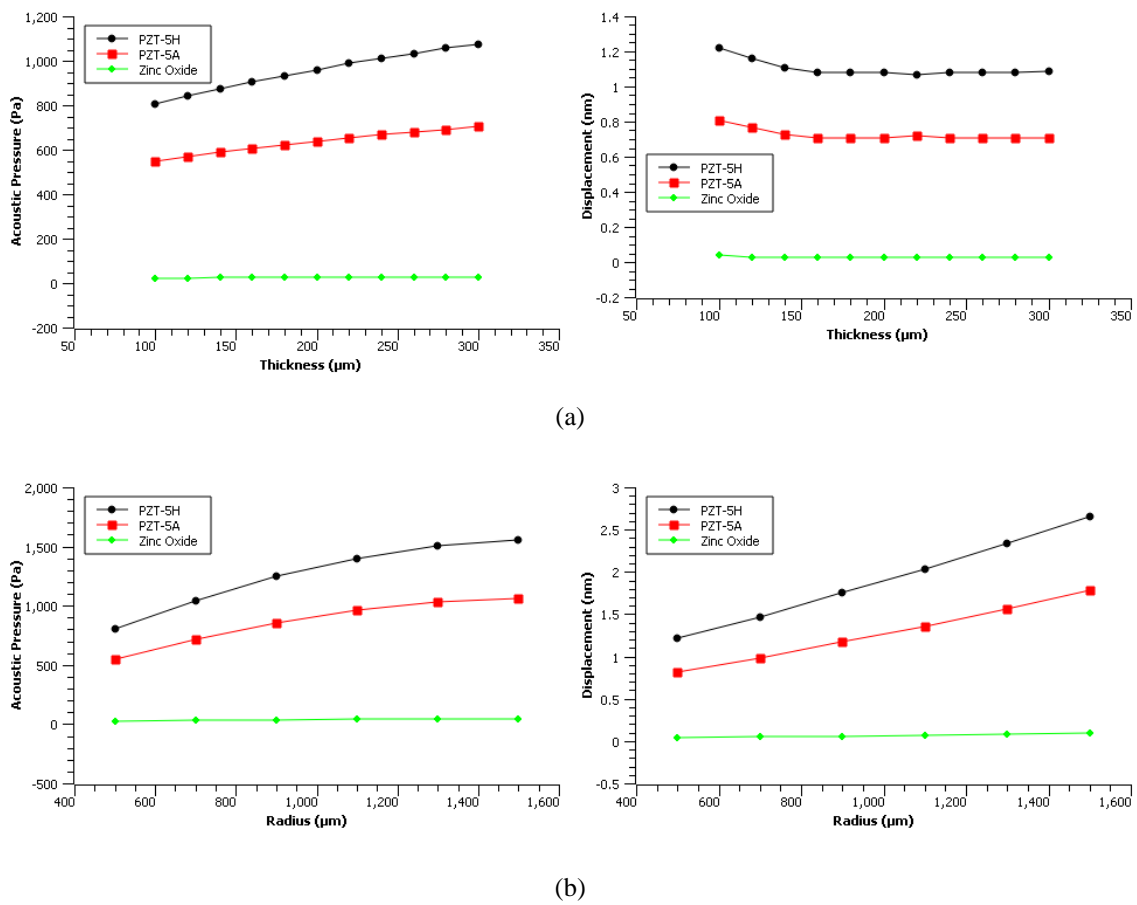 1,200
1,000
800
600
400
200
0
-200
Acoustic Pressure (Pa)
PZT-5H
PZT-5A
Zinc Oxide
50 100 150 200 250 300 350
Thickness (µm)
1.4
1.2
1
0.8
0.6
0.4
0.2
0
-0.2
Displacement (nm)
PZT-5H
PZT-5A
Zinc Oxide
50 100 150 200 250 300 350
Thickness (µm)
(a)
2,000
1,500
1,000
500
0
-500
Acoustic Pressure (Pa)
PZT-5H
PZT-5A
Zinc Oxide
400 600 800 1,000 1,200 1,400 1,600
Radius (µm)
3
2.5
2
1.5
1
0.5
0
-0.5
Displacement (nm)
PZT-5H
PZT-5A
Zinc Oxide
400 600 800 1,000 1,200 1,400 1,600
Radius (µm)
(b)